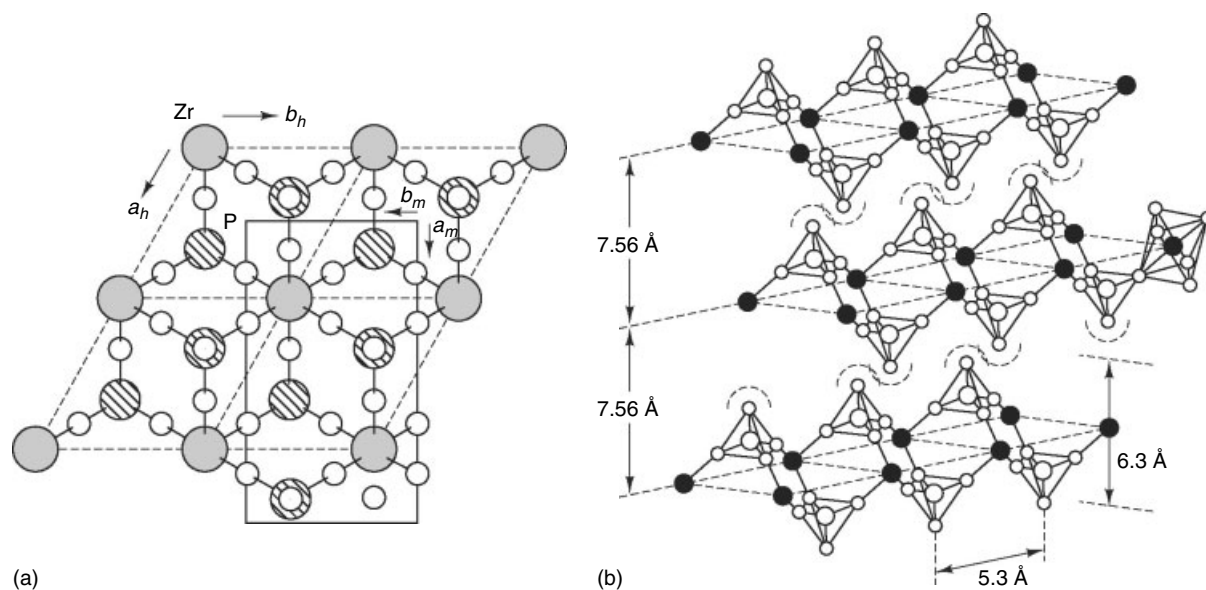 Zr
b_h
a_h
P
b_m
a_m
(a)
7.56 Å
7.56 Å
6.3 Å
5.3 Å
(b)